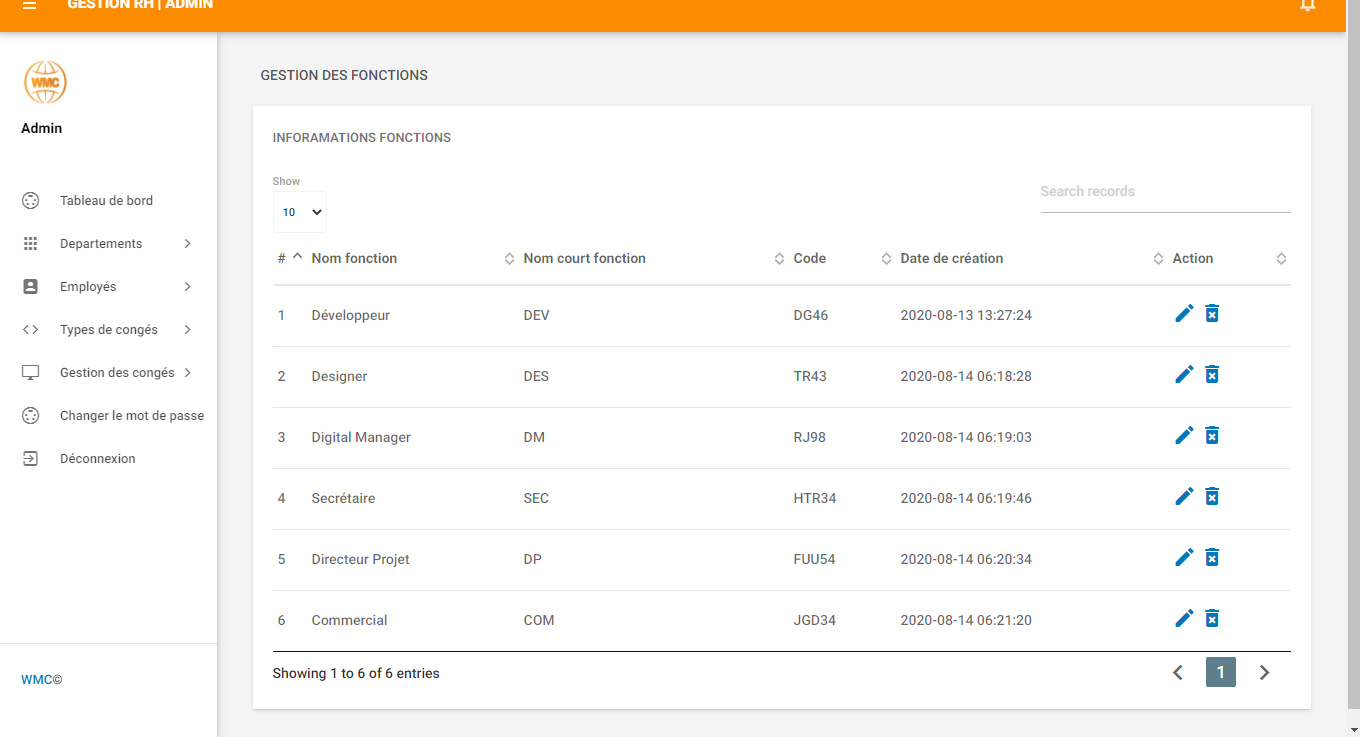 GESTION RH | ADMIN
WMC
Admin
Tableau de bord
Departements
Employés
Types de congés
Gestion des congés
Changer le mot de passe
Déconnexion
WMC©
GESTION DES FONCTIONS
INFORAMATIONS FONCTIONS
Show
10
Search records
# Nom fonction Nom court fonction Code Date de création Action
1 Développeur DEV DG46 2020-08-13 13:27:24
2 Designer DES TR43 2020-08-14 06:18:28
3 Digital Manager DM RJ98 2020-08-14 06:19:03
4 Secrétaire SEC HTR34 2020-08-14 06:19:46
5 Directeur Projet DP FUU54 2020-08-14 06:20:34
6 Commercial COM JGD34 2020-08-14 06:21:20
Showing 1 to 6 of 6 entries
1